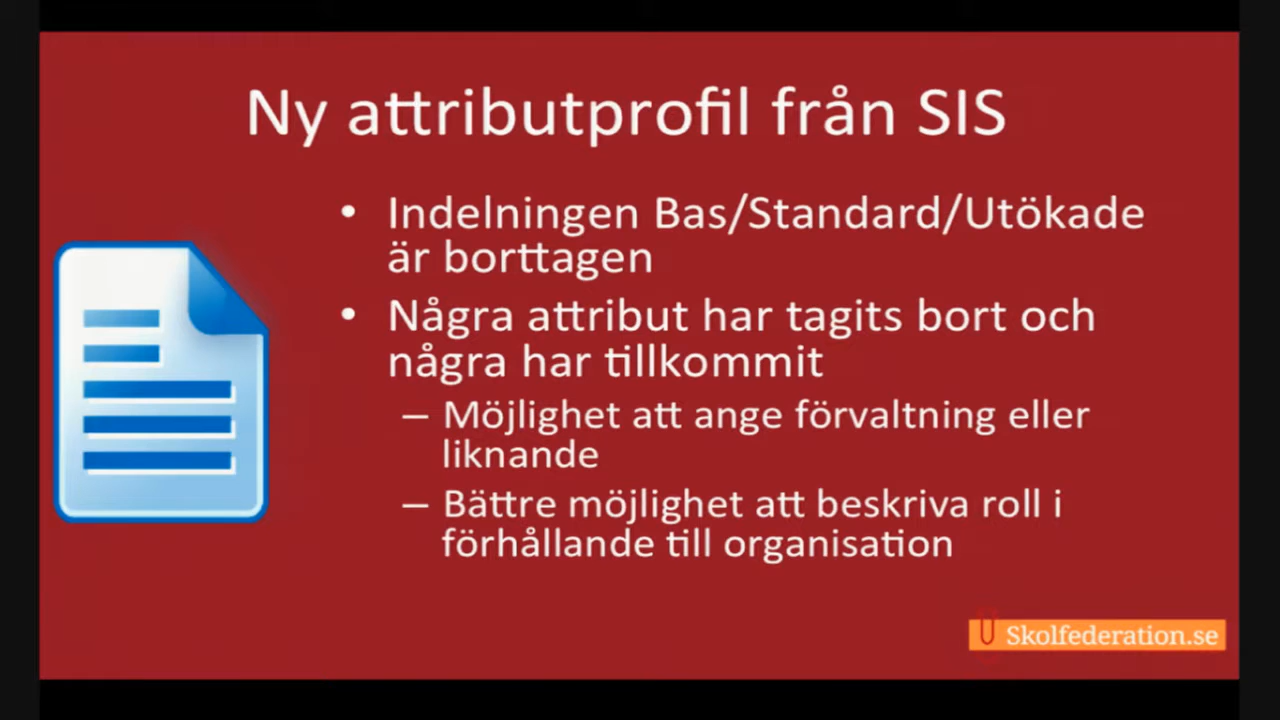 Ny attributprofil från SIS
• Indelningen Bas/Standard/Utökade
är borttagen
• Några attribut har tagits bort och
några har tillkommit
– Möjlighet att ange förvaltning eller
liknande
– Bättre möjlighet att beskriva roll i
förhållande till organisation
Skolfederation.se